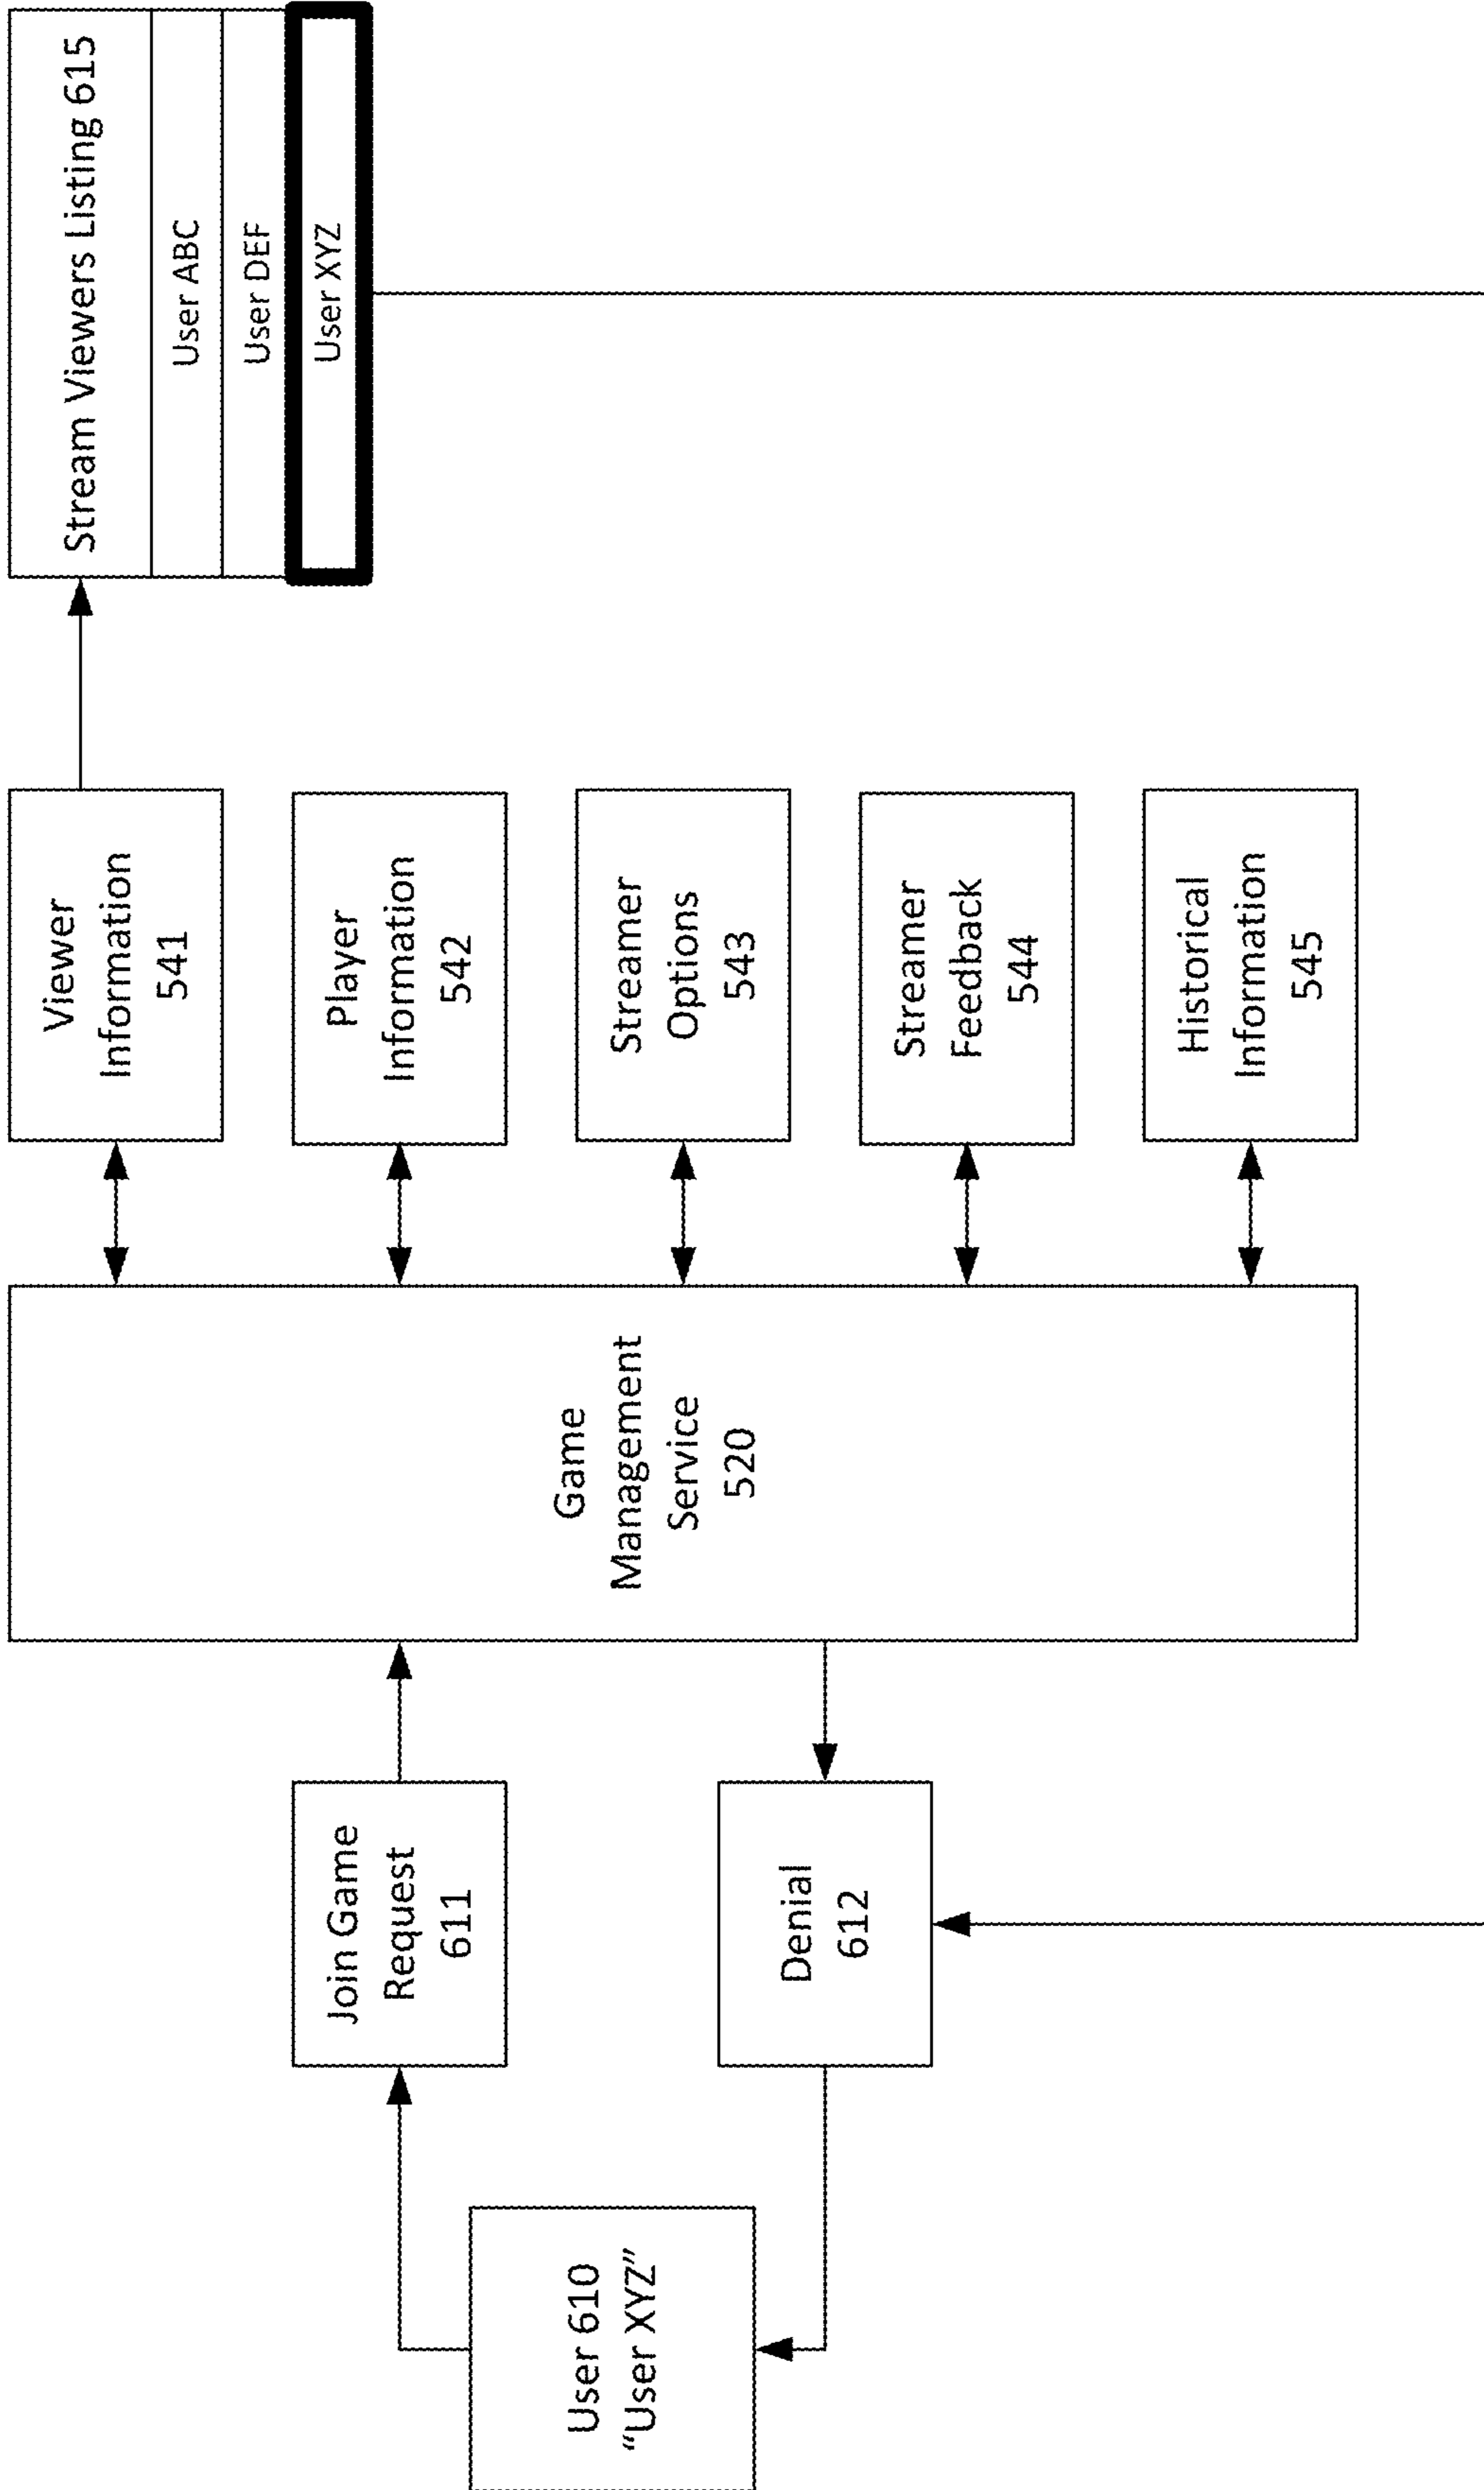 User 610
“User XYZ”
Join Game
Request
611
Denial
612
Game
Management
Service
520
Viewer
Information
541
Player
Information
542
Streamer
Options
543
Streamer
Feedback
544
Historical
Information
545
Stream Viewers Listing 615
User ABC
User DEF
User XYZ